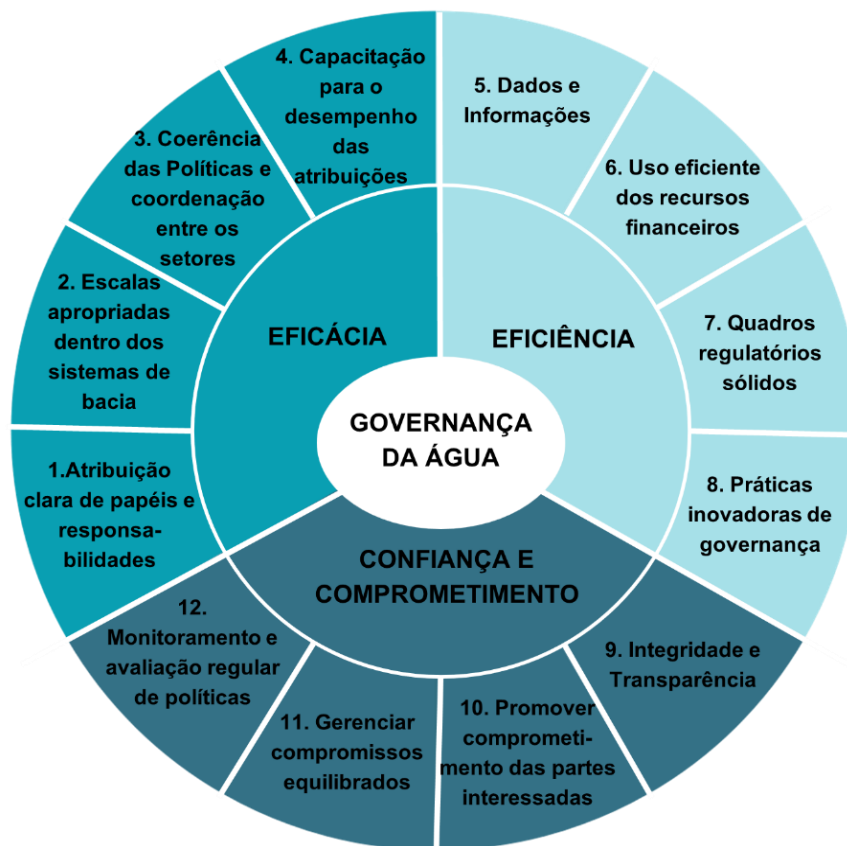 GOVERNANÇA
DA ÁGUA
EFICÁCIA
1.Atribuição
clara de papéis e
responsa-
bilidades
2. Escalas
apropriadas
dentro dos
sistemas de
bacia
3. Coerência
das Políticas e
coordenação
entre os
setores
4. Capacitação
para o
desempenho
das
atribuições
EFICIÊNCIA
5. Dados e
Informações
6. Uso eficiente
dos recursos
financeiros
7. Quadros
regulatórios
sólidos
8. Práticas
inovadoras de
governança
CONFIANÇA E
COMPROMETIMENTO
9. Integridade e
Transparência
10. Promover
comprometi-
mento das partes
interessadas
11. Gerenciar
compromissos
equilibrados
12.
Monitoramento e
avaliação regular
de políticas